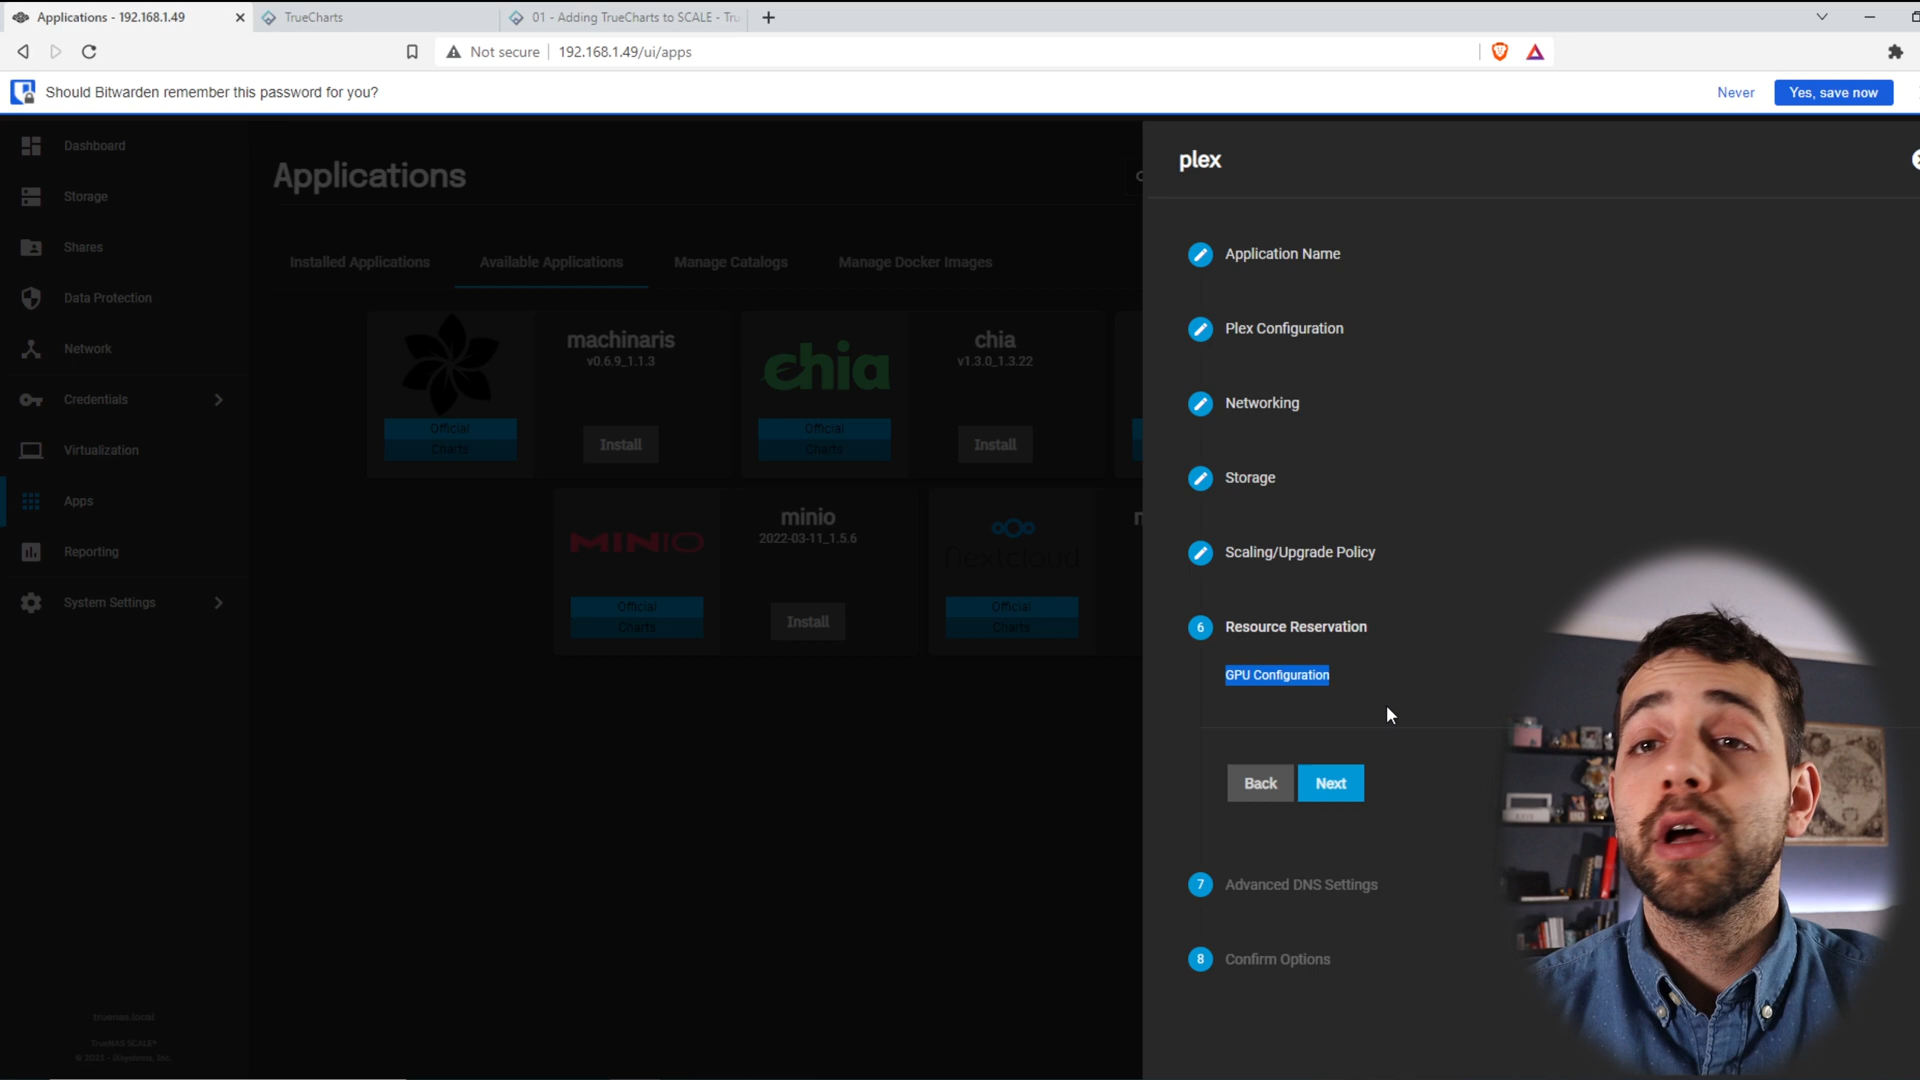 Applications - 192.168.1.49
TrueCharts
01 - Adding TrueCharts to SCALE - Tru
Not secure
192.168.1.49/ui/apps
Should Bitwarden remember this password for you?
Never
Yes, save now
Dashboard
Storage
Shares
Data Protection
Network
Credentials
Virtualization
Apps
Reporting
System Settings
truenas.local
TrueNAS SCALE®
Applications
Installed Applications
Available Applications
Manage Catalogs
Manage Docker Images
machinaris
v0.6.9_1.1.3
Official
Charts
Install
chia
chia
v1.3.0_1.3.22
Official
Charts
Install
MINIO
minio
2022-03-11_1.5.6
Official
Charts
Install
nextcloud
Official
Charts
plex
Application Name
Plex Configuration
Networking
Storage
Scaling/Upgrade Policy
6
Resource Reservation
GPU Configuration
Back
Next
7
Advanced DNS Settings
8
Confirm Options